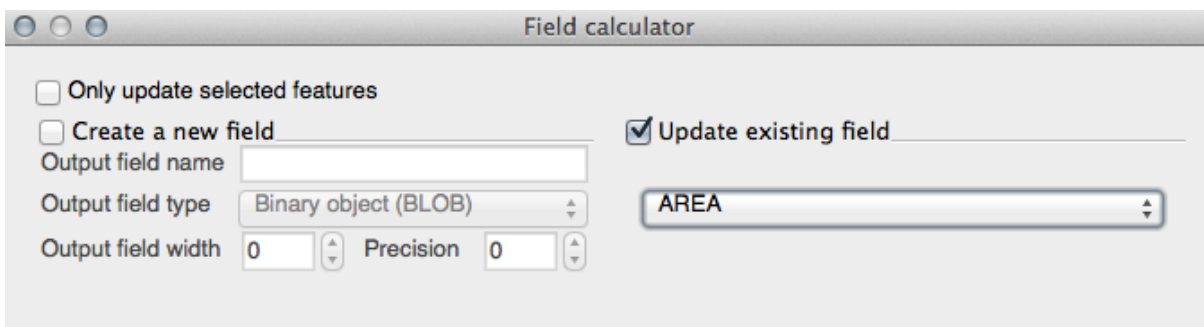 Field calculator
Only update selected features
Create a new field
Update existing field
Output field name
Output field type Binary object (BLOB)
AREA
Output field width 0 Precision 0